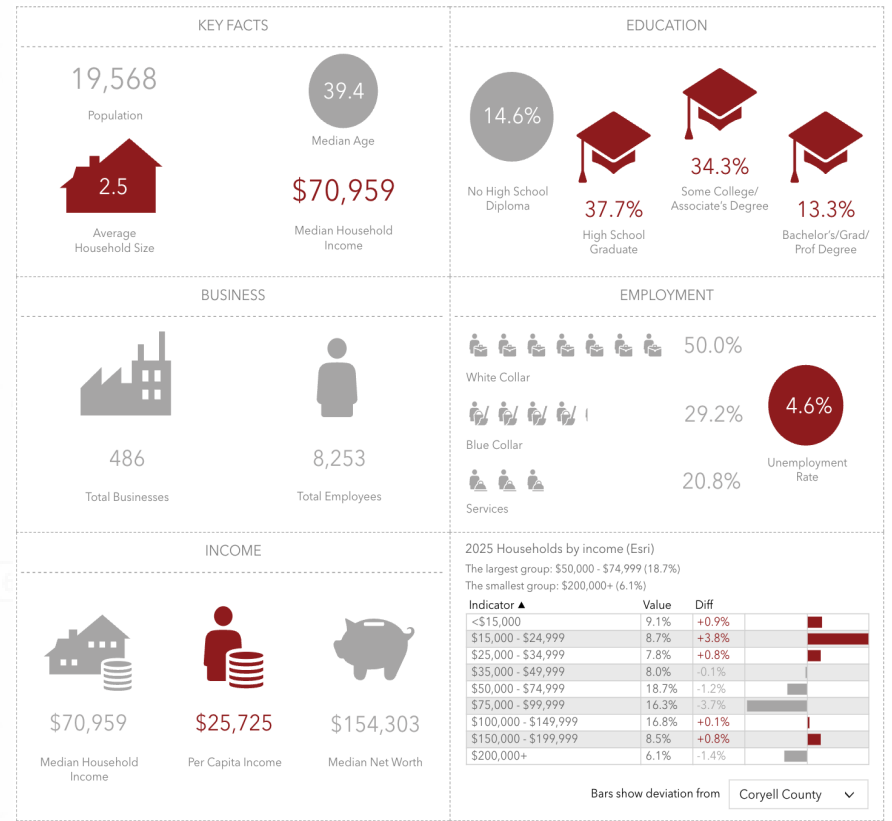 KEY FACTS
19,568
Population
39.4
Median Age
2.5
Average
Household Size
$70,959
Median Household
Income
EDUCATION
14.6%
No High School
Diploma
37.7%
High School
Graduate
34.3%
Some College/
Associate's Degree
13.3%
Bachelor's/Grad/
Prof Degree
BUSINESS
486
Total Businesses
8,253
Total Employees
EMPLOYMENT
50.0%
White Collar
29.2%
Blue Collar
20.8%
Services
4.6%
Unemployment
Rate
INCOME
$70,959
Median Household
Income
$25,725
Per Capita Income
$154,303
Median Net Worth
2025 Households by income (Esri)
The largest group: $50,000 - $74,999 (18.7%)
The smallest group: $200,000+ (6.1%)
Indicator ▲ Value Diff
<$15,000 9.1% +0.9%
$15,000 - $24,999 8.7% +3.8%
$25,000 - $34,999 7.8% +0.8%
$35,000 - $49,999 8.0% -0.1%
$50,000 - $74,999 18.7% -1.2%
$75,000 - $99,999 16.3% -3.7%
$100,000 - $149,999 16.8% +0.1%
$150,000 - $199,999 8.5% +0.8%
$200,000+ 6.1% -1.4%
Bars show deviation from Coryell County